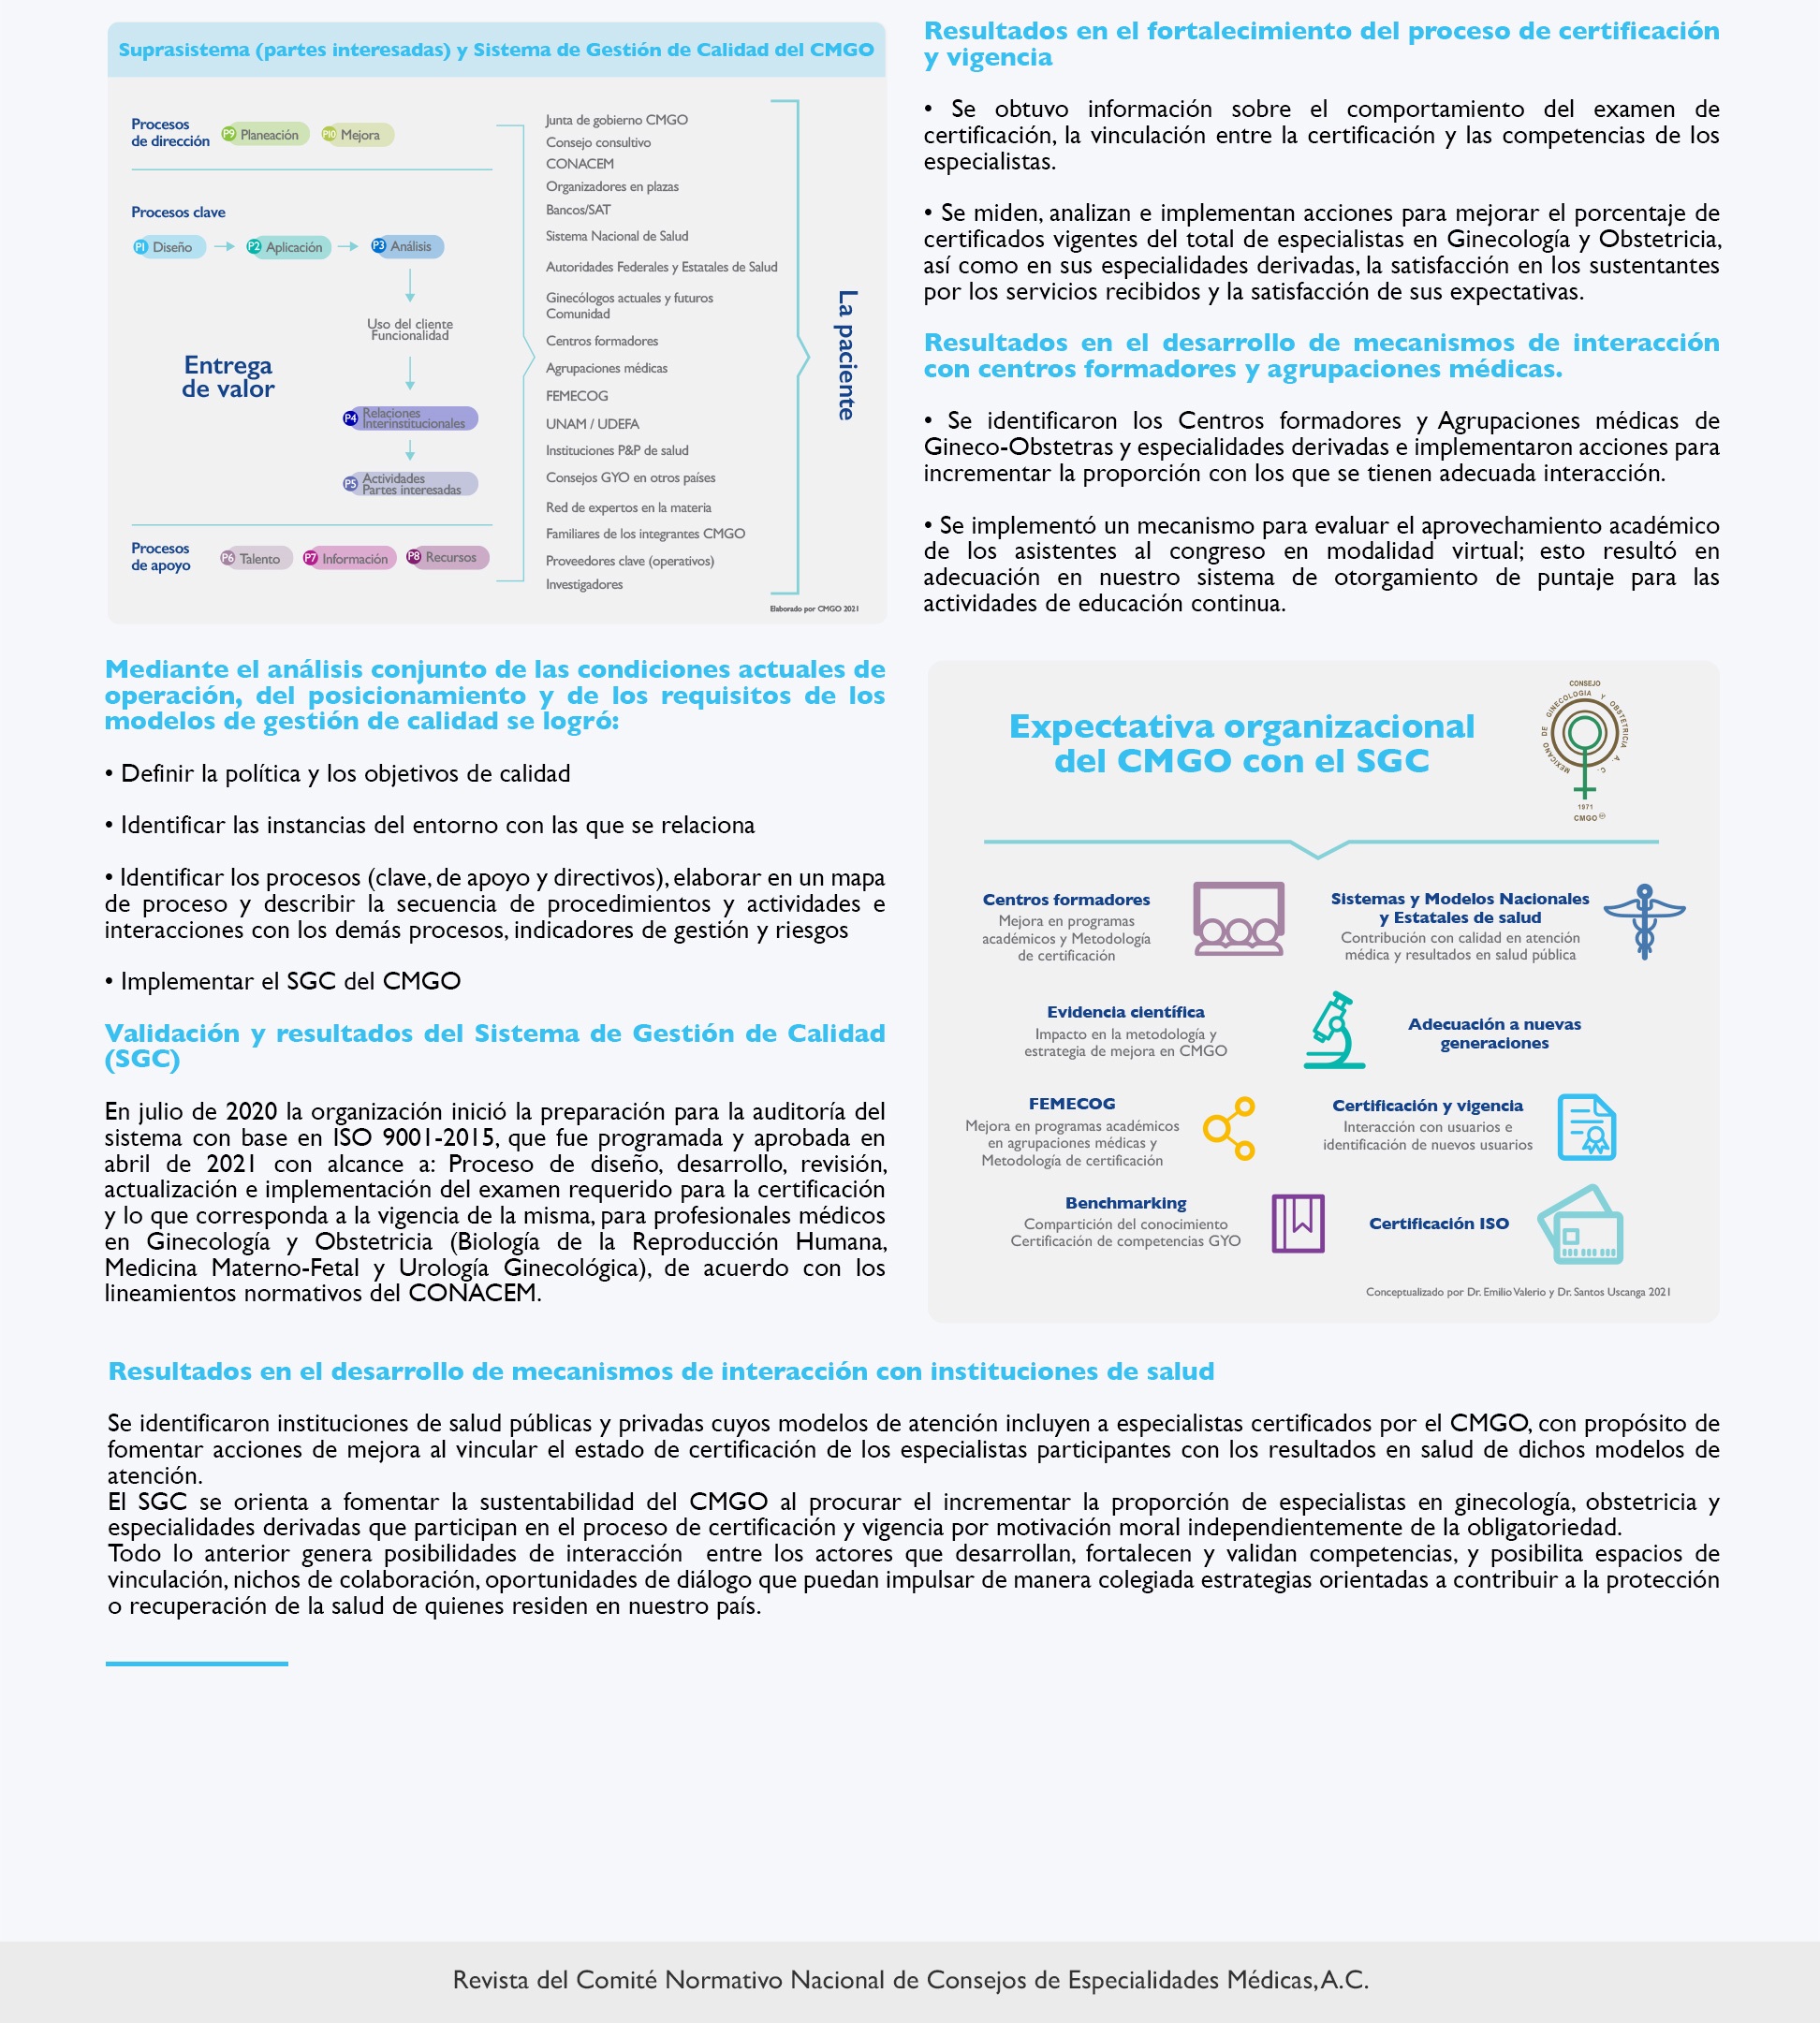 Suprasistema (partes interesadas) y Sistema de Gestión de Calidad del CMGO
Procesos
de dirección
P9 Planeación
P10 Mejora
Procesos clave
P1 Diseño
P2 Aplicación
P3 Análisis
Uso del cliente
Funcionalidad
Entrega
de valor
P4 Relaciones
Interinstitucionales
P5 Actividades
Partes interesadas
Procesos
de apoyo
P6 Talento
P7 Información
P8 Recursos
Junta de gobierno CMGO
Consejo consultivo
CONACEM
Organizadores en plazas
Bancos/SAT
Sistema Nacional de Salud
Autoridades Federales y Estatales de Salud
Ginecólogos actuales y futuros
Comunidad
Centros formadores
Agrupaciones médicas
FEMECOG
UNAM / UDEFA
Instituciones P&P de salud
Consejos GYO en otros países
Red de expertos en la materia
Familiares de los integrantes CMGO
Proveedores clave (operativos)
Investigadores
La paciente
Elaborado por CMGO 2021
Mediante el análisis conjunto de las condiciones actuales de
operación, del posicionamiento y de los requisitos de los
modelos de gestión de calidad se logró:
• Definir la política y los objetivos de calidad
• Identificar las instancias del entorno con las que se relaciona
• Identificar los procesos (clave, de apoyo y directivos), elaborar en un mapa
de proceso y describir la secuencia de procedimientos y actividades e
interacciones con los demás procesos, indicadores de gestión y riesgos
• Implementar el SGC del CMGO
Validación y resultados del Sistema de Gestión de Calidad
(SGC)
En julio de 2020 la organización inició la preparación para la auditoría del
sistema con base en ISO 9001-2015, que fue programada y aprobada en
abril de 2021 con alcance a: Proceso de diseño, desarrollo, revisión,
actualización e implementación del examen requerido para la certificación
y lo que corresponda a la vigencia de la misma, para profesionales médicos
en Ginecología y Obstetricia (Biología de la Reproducción Humana,
Medicina Materno-Fetal y Urología Ginecológica), de acuerdo con los
lineamientos normativos del CONACEM.
Resultados en el fortalecimiento del proceso de certificación
y vigencia
• Se obtuvo información sobre el comportamiento del examen de
certificación, la vinculación entre la certificación y las competencias de los
especialistas.
• Se miden, analizan e implementan acciones para mejorar el porcentaje de
certificados vigentes del total de especialistas en Ginecología y Obstetricia,
así como en sus especialidades derivadas, la satisfacción en los sustentantes
por los servicios recibidos y la satisfacción de sus expectativas.
Resultados en el desarrollo de mecanismos de interacción
con centros formadores y agrupaciones médicas.
• Se identificaron los Centros formadores y Agrupaciones médicas de
Gineco-Obstetras y especialidades derivadas e implementaron acciones para
incrementar la proporción con los que se tienen adecuada interacción.
• Se implementó un mecanismo para evaluar el aprovechamiento académico
de los asistentes al congreso en modalidad virtual; esto resultó en
adecuación en nuestro sistema de otorgamiento de puntaje para las
actividades de educación continua.
Expectativa organizacional
del CMGO con el SGC
CONSEJO
MEXICANO DE GINECOLOGIA Y OBSTETRICIA A. C.
1971
CMGO
Centros formadores
Mejora en programas
académicos y Metodología
de certificación
Sistemas y Modelos Nacionales
y Estatales de salud
Contribución con calidad en atención
médica y resultados en salud pública
Evidencia científica
Impacto en la metodología y
estrategia de mejora en CMGO
Adecuación a nuevas
generaciones
FEMECOG
Mejora en programas académicos
en agrupaciones médicas y
Metodología de certificación
Certificación y vigencia
Interacción con usuarios e
identificación de nuevos usuarios
Benchmarking
Compartición del conocimiento
Certificación de competencias GYO
Certificación ISO
Conceptualizado por Dr. Emilio Valerio y Dr. Santos Uscanga 2021
Resultados en el desarrollo de mecanismos de interacción con instituciones de salud
Se identificaron instituciones de salud públicas y privadas cuyos modelos de atención incluyen a especialistas certificados por el CMGO, con propósito de
fomentar acciones de mejora al vincular el estado de certificación de los especialistas participantes con los resultados en salud de dichos modelos de
atención.
El SGC se orienta a fomentar la sustentabilidad del CMGO al procurar el incrementar la proporción de especialistas en ginecología, obstetricia y
especialidades derivadas que participan en el proceso de certificación y vigencia por motivación moral independientemente de la obligatoriedad.
Todo lo anterior genera posibilidades de interacción entre los actores que desarrollan, fortalecen y validan competencias, y posibilita espacios de
vinculación, nichos de colaboración, oportunidades de diálogo que puedan impulsar de manera colegiada estrategias orientadas a contribuir a la protección
o recuperación de la salud de quienes residen en nuestro país.
Revista del Comité Normativo Nacional de Consejos de Especialidades Médicas, A.C.